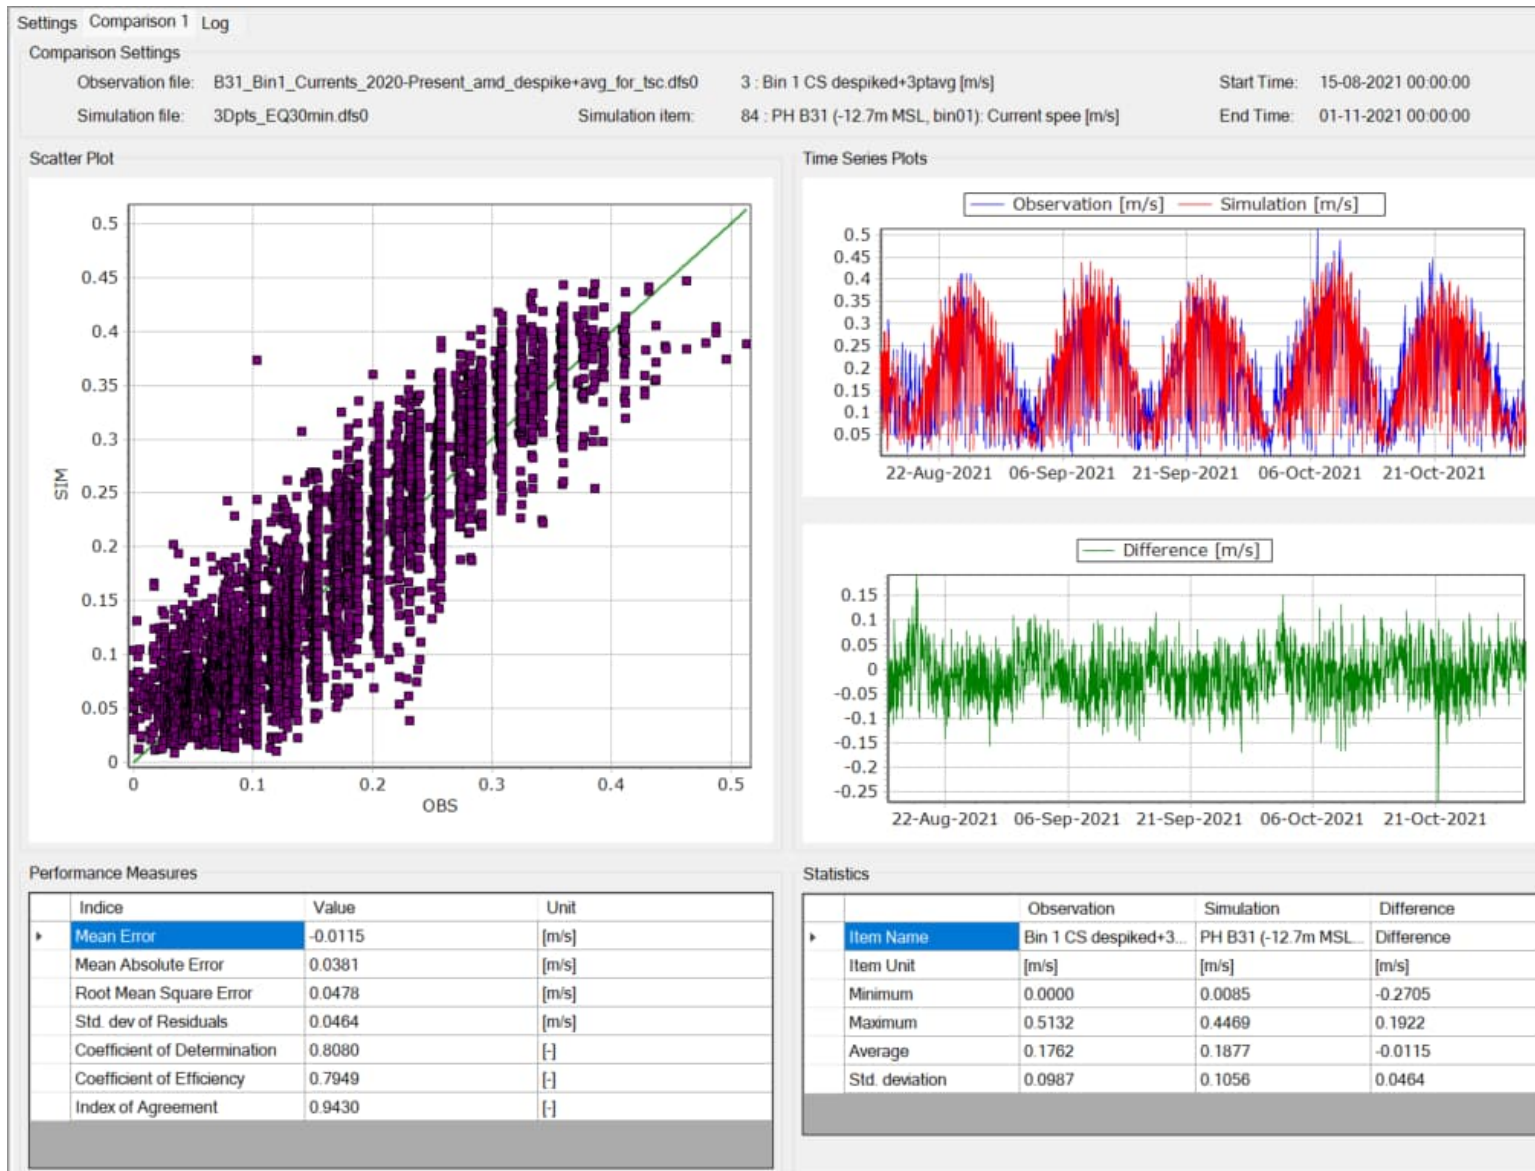 Settings Comparison 1 Log
Comparison Settings
Observation file: B31_Bin1_Currents_2020-Present_amd_despike+avg_for_tsc.dfs0 3 : Bin 1 CS despiked+3ptavg [m/s] Start Time: 15-08-2021 00:00:00
Simulation file: 3Dpts_EQ30min.dfs0 Simulation item: 84 : PH B31 (-12.7m MSL, bin01): Current spee [m/s] End Time: 01-11-2021 00:00:00
Scatter Plot
0.5
0.45
0.4
0.35
0.3
0.25
0.2
0.15
0.1
0.05
0
SIM
0 0.1 0.2 0.3 0.4 0.5
OBS
Time Series Plots
Observation [m/s] Simulation [m/s]
0.5
0.45
0.4
0.35
0.3
0.25
0.2
0.15
0.1
0.05
22-Aug-2021 06-Sep-2021 21-Sep-2021 06-Oct-2021 21-Oct-2021
Difference [m/s]
0.15
0.1
0.05
0
-0.05
-0.1
-0.15
-0.2
-0.25
22-Aug-2021 06-Sep-2021 21-Sep-2021 06-Oct-2021 21-Oct-2021
Performance Measures
Indice Value Unit
Mean Error -0.0115 [m/s]
Mean Absolute Error 0.0381 [m/s]
Root Mean Square Error 0.0478 [m/s]
Std. dev of Residuals 0.0464 [m/s]
Coefficient of Determination 0.8080 [-]
Coefficient of Efficiency 0.7949 [-]
Index of Agreement 0.9430 [-]
Statistics
Observation Simulation Difference
Item Name Bin 1 CS despiked+3... PH B31 (-12.7m MSL... Difference
Item Unit [m/s] [m/s] [m/s]
Minimum 0.0000 0.0085 -0.2705
Maximum 0.5132 0.4469 0.1922
Average 0.1762 0.1877 -0.0115
Std. deviation 0.0987 0.1056 0.0464